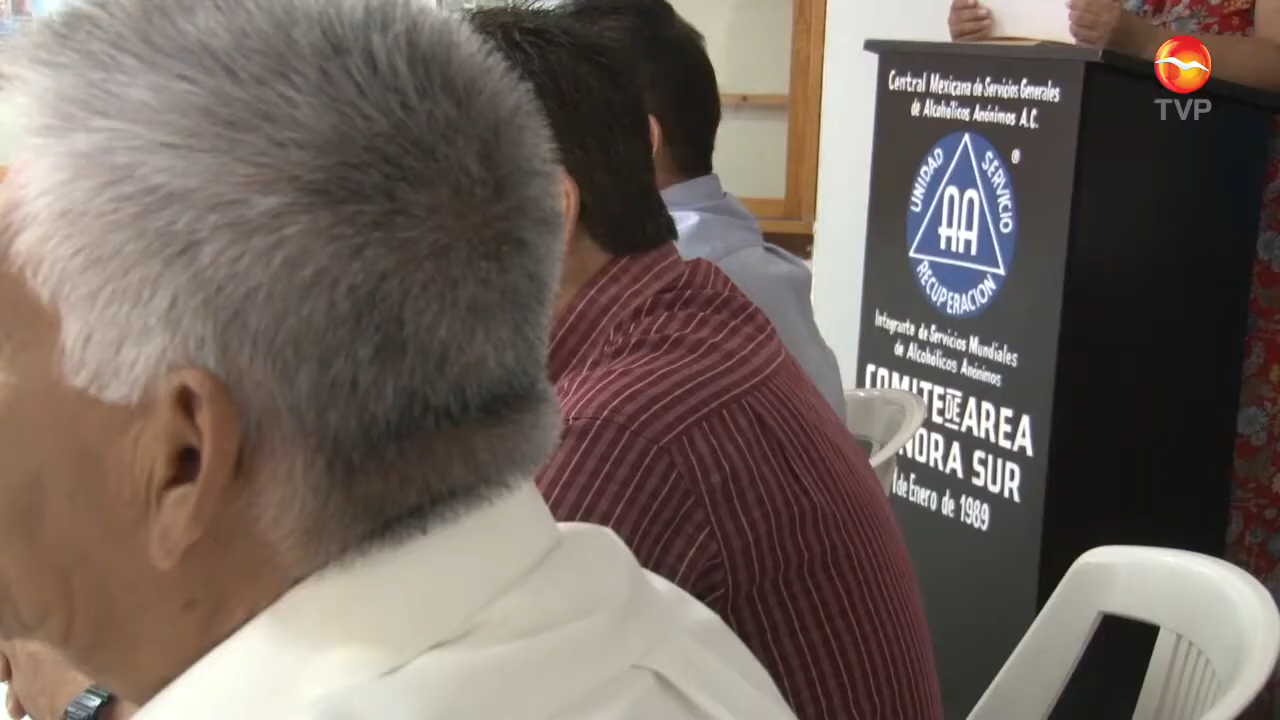 Central Mexicana de Servicios Generales
de Alcohólicos Anónimos A.C.
UNIDAD
SERVICIO
®
AA
RECUPERACION
Integrante de Servicios Mundiales
de Alcohólicos Anónimos
COMITE DE AREA
NORA SUR
de Enero de 1989
TVP